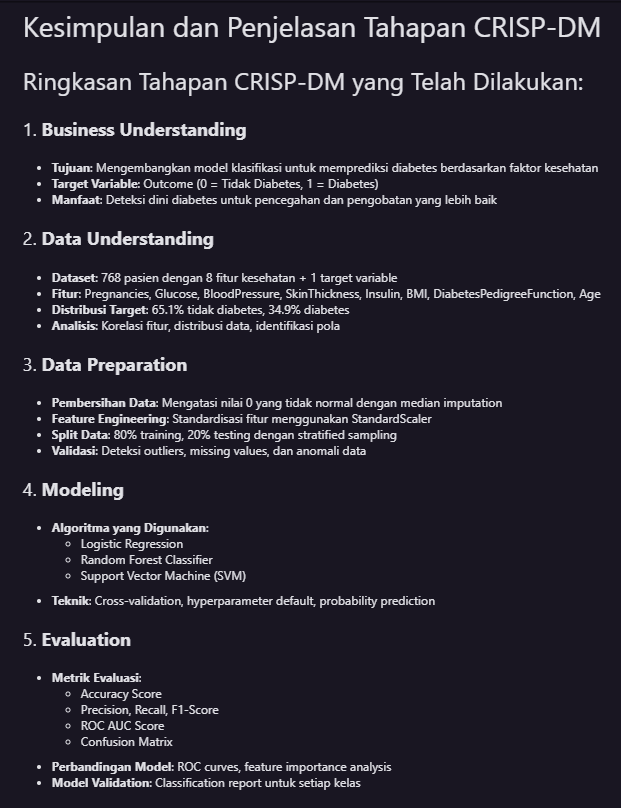 Kesimpulan dan Penjelasan Tahapan CRISP-DM
Ringkasan Tahapan CRISP-DM yang Telah Dilakukan:
1. Business Understanding
• Tujuan: Mengembangkan model klasifikasi untuk memprediksi diabetes berdasarkan faktor kesehatan
• Target Variable: Outcome (0 = Tidak Diabetes, 1 = Diabetes)
• Manfaat: Deteksi dini diabetes untuk pencegahan dan pengobatan yang lebih baik
2. Data Understanding
• Dataset: 768 pasien dengan 8 fitur kesehatan + 1 target variable
• Fitur: Pregnancies, Glucose, BloodPressure, SkinThickness, Insulin, BMI, DiabetesPedigreeFunction, Age
• Distribusi Target: 65.1% tidak diabetes, 34.9% diabetes
• Analisis: Korelasi fitur, distribusi data, identifikasi pola
3. Data Preparation
• Pembersihan Data: Mengatasi nilai 0 yang tidak normal dengan median imputation
• Feature Engineering: Standardisasi fitur menggunakan StandardScaler
• Split Data: 80% training, 20% testing dengan stratified sampling
• Validasi: Deteksi outliers, missing values, dan anomali data
4. Modeling
• Algoritma yang Digunakan:
◦ Logistic Regression
◦ Random Forest Classifier
◦ Support Vector Machine (SVM)
• Teknik: Cross-validation, hyperparameter default, probability prediction
5. Evaluation
• Metrik Evaluasi:
◦ Accuracy Score
◦ Precision, Recall, F1-Score
◦ ROC AUC Score
◦ Confusion Matrix
• Perbandingan Model: ROC curves, feature importance analysis
• Model Validation: Classification report untuk setiap kelas